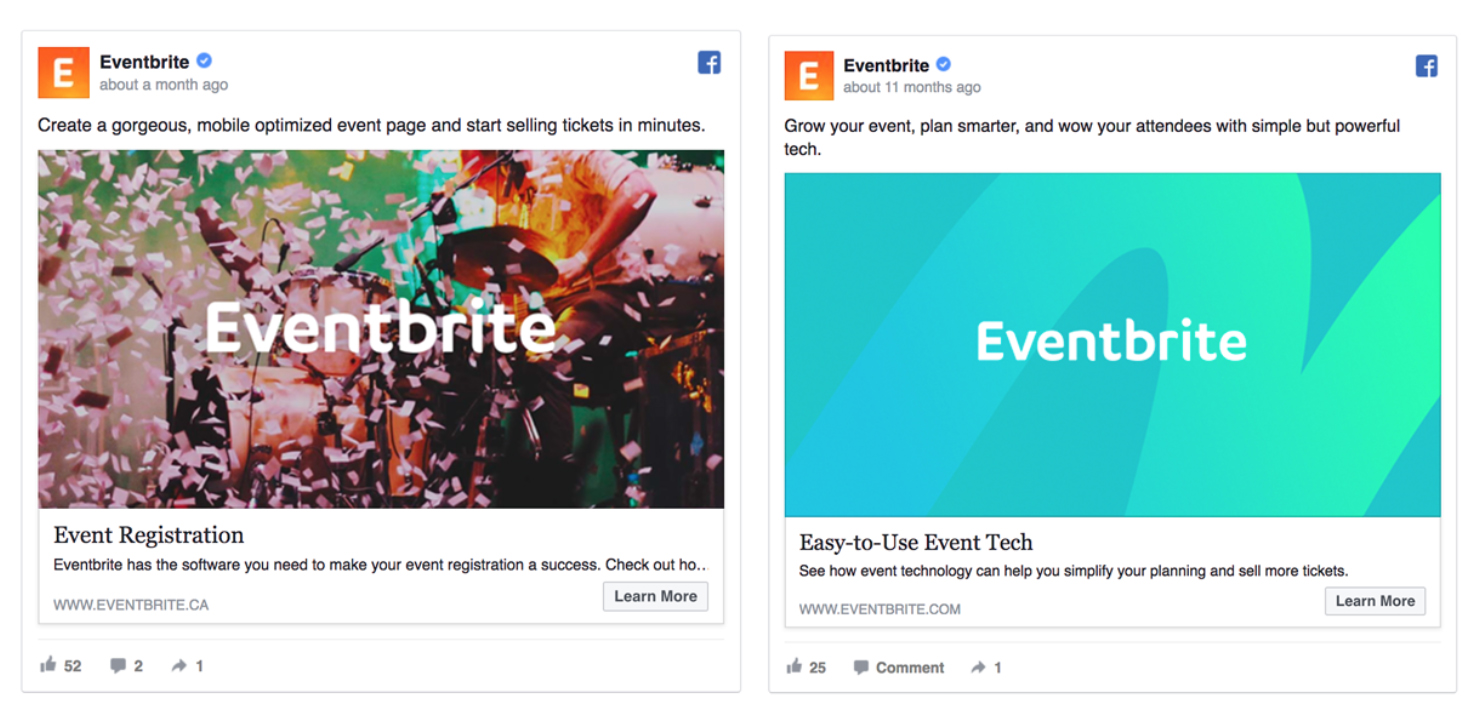 E
Eventbrite
about a month ago
Create a gorgeous, mobile optimized event page and start selling tickets in minutes.
Eventbrite
Event Registration
Eventbrite has the software you need to make your event registration a success. Check out ho...
WWW.EVENTBRITE.CA
Learn More
52 2 1
E
Eventbrite
about 11 months ago
Grow your event, plan smarter, and wow your attendees with simple but powerful
tech.
Eventbrite
Easy-to-Use Event Tech
See how event technology can help you simplify your planning and sell more tickets.
WWW.EVENTBRITE.COM
Learn More
25 Comment 1